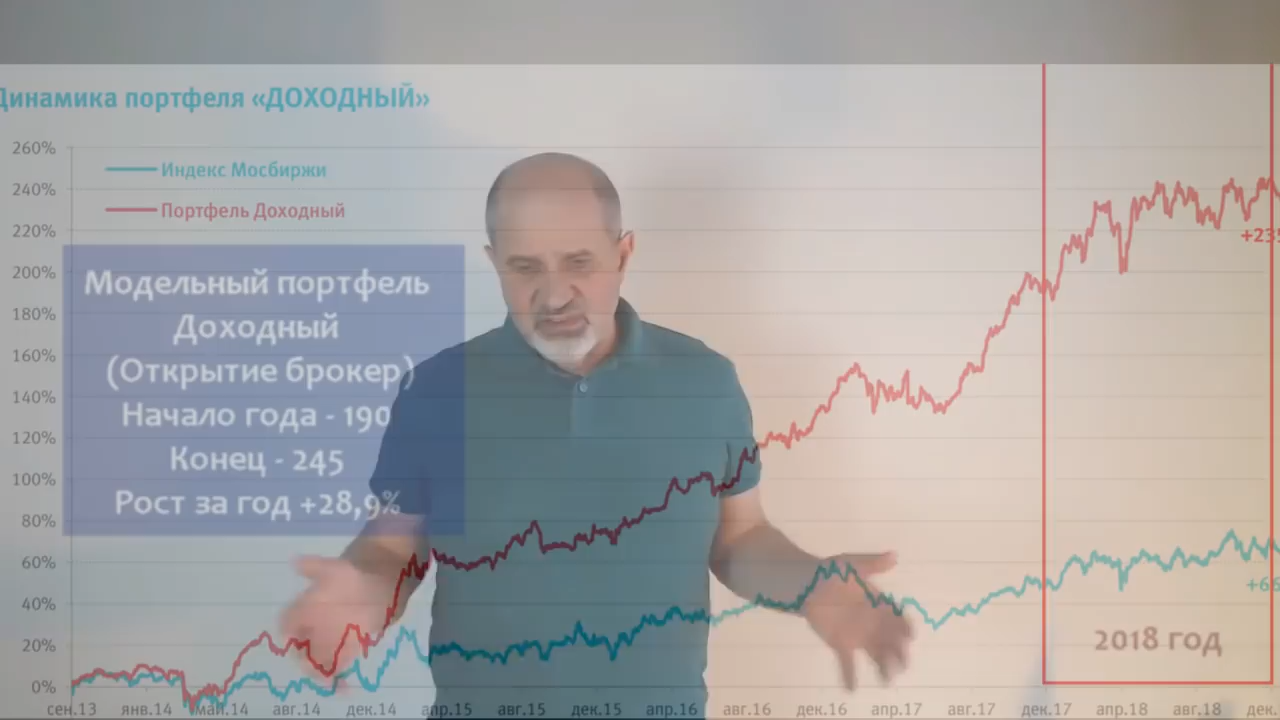 Динамика портфеля «ДОХОДНЫЙ»
260%
Индекс Мосбиржи
240%
Портфель Доходный
220%
200%
180%
160%
140%
120%
100%
80%
60%
40%
20%
0%
Модельный портфель
Доходный
(Открытие брокер)
Начало года - 190
Конец - 245
Рост за год +28,9%
+235
+66
2018 год
сен.13 янв.14 май.14 авг.14 дек.14 апр.15 авг.15 дек.15 апр.16 авг.16 дек.16 апр.17 авг.17 дек.17 апр.18 авг.18 дек.